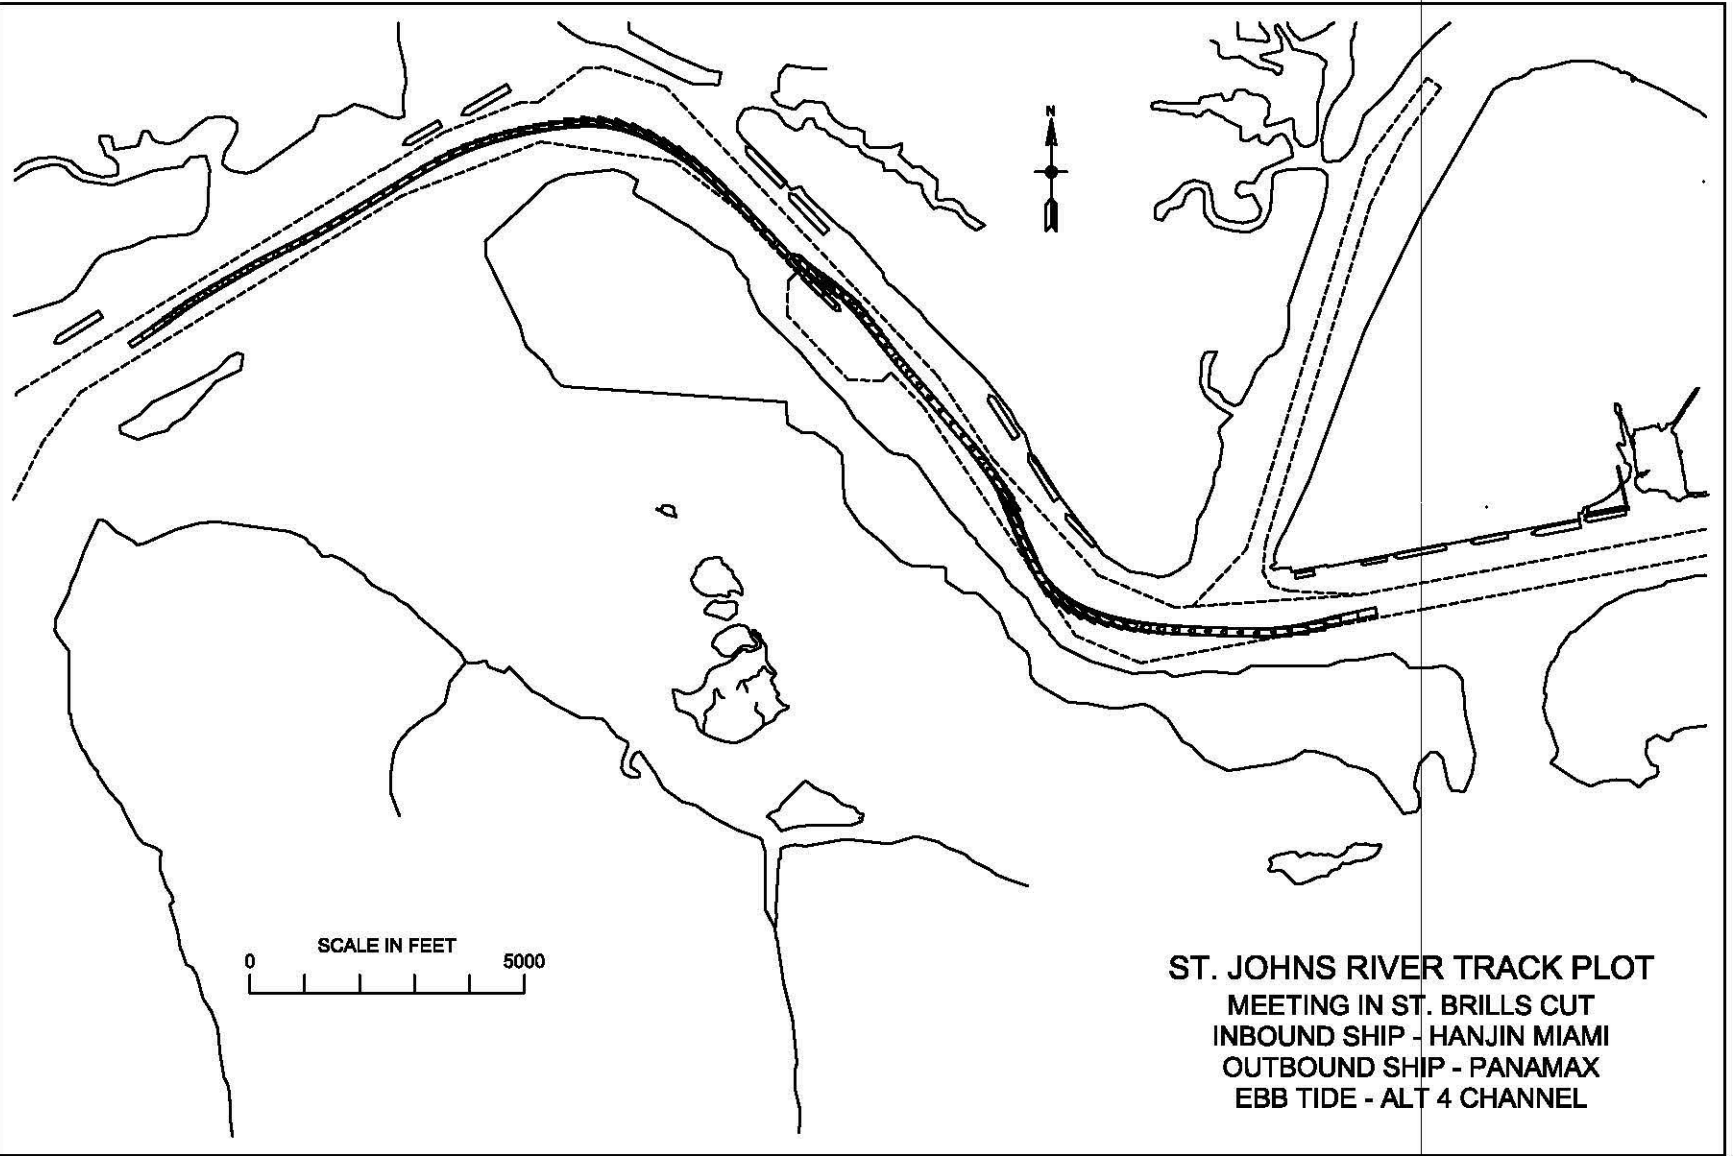 N
SCALE IN FEET
0 5000
ST. JOHNS RIVER TRACK PLOT
MEETING IN ST. BRILLS CUT
INBOUND SHIP - HANJIN MIAMI
OUTBOUND SHIP - PANAMAX
EBB TIDE - ALT 4 CHANNEL